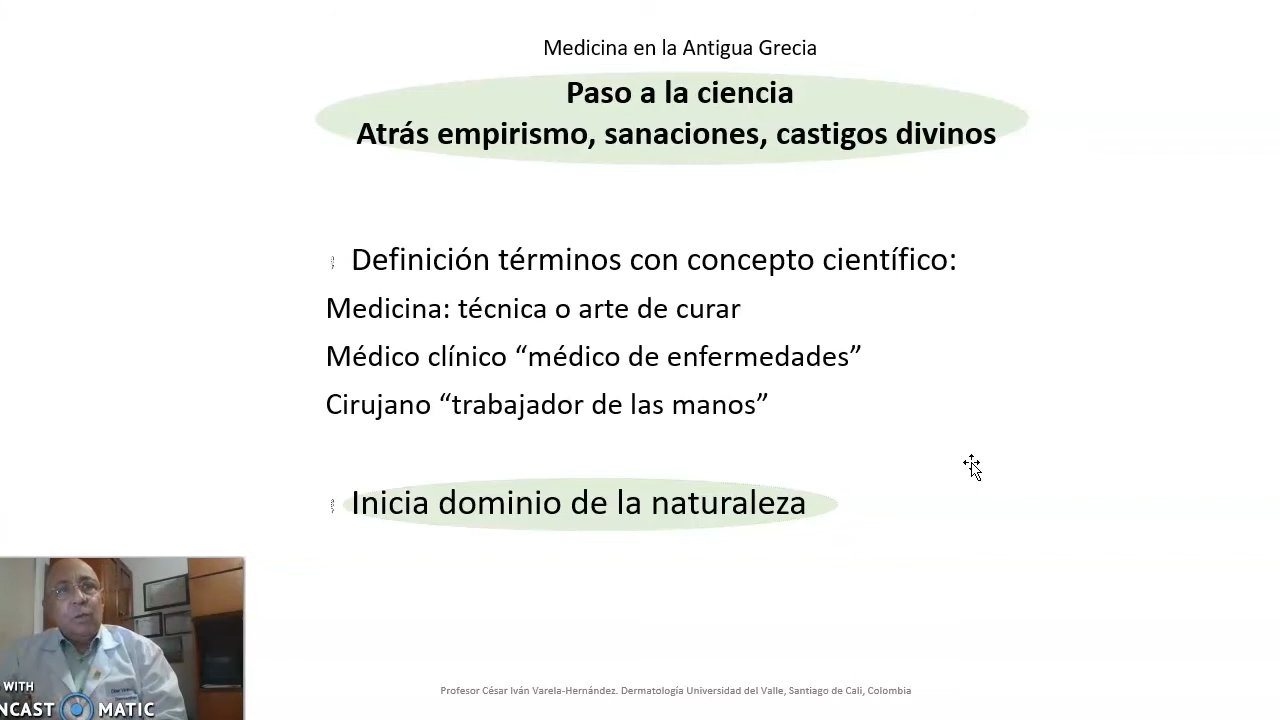 Medicina en la Antigua Grecia
Paso a la ciencia
Atrás empirismo, sanaciones, castigos divinos
Definición términos con concepto científico:
Medicina: técnica o arte de curar
Médico clínico “médico de enfermedades”
Cirujano “trabajador de las manos”
Inicia dominio de la naturaleza
WITH
NCAST MATIC
Profesor César Iván Varela-Hernández. Dermatología Universidad del Valle, Santiago de Cali, Colombia